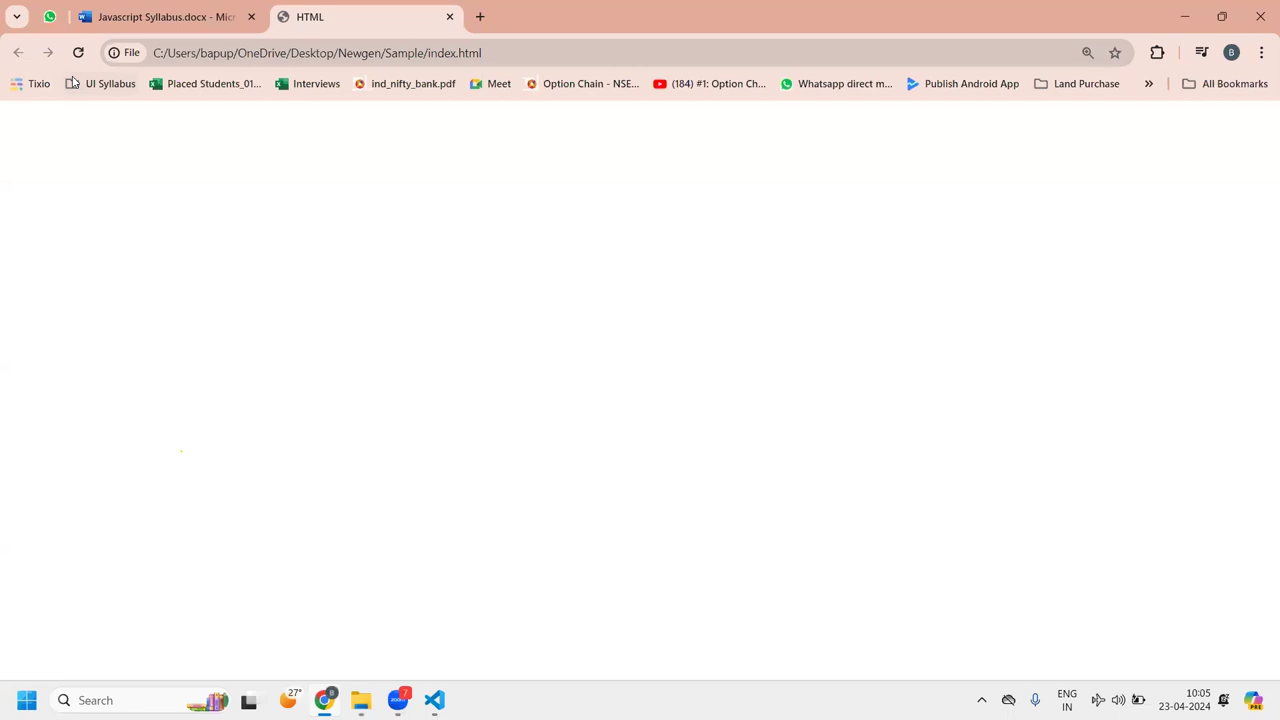 Javascript Syllabus.docx - Micr
HTML
File
C:/Users/bapup/OneDrive/Desktop/Newgen/Sample/index.html
B
Tixio
UI Syllabus
Placed Students_01...
Interviews
ind_nifty_bank.pdf
Meet
Option Chain - NSE...
(184) #1: Option Ch...
Whatsapp direct m...
Publish Android App
Land Purchase
»
All Bookmarks
Search
27°
B
7
ENG
IN
10:05
23-04-2024
PRE